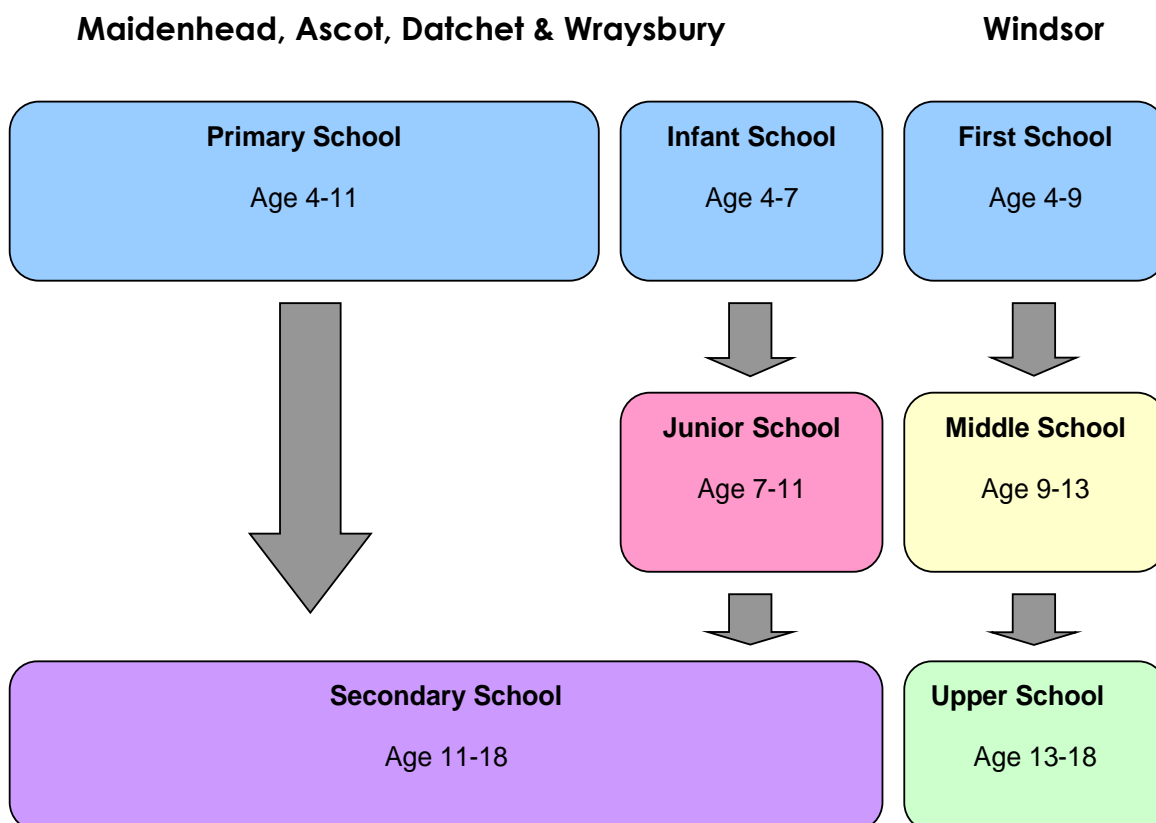 Maidenhead, Ascot, Datchet & Wraysbury
Windsor
Primary School
Age 4-11
Infant School
Age 4-7
First School
Age 4-9
Junior School
Age 7-11
Middle School
Age 9-13
Secondary School
Age 11-18
Upper School
Age 13-18